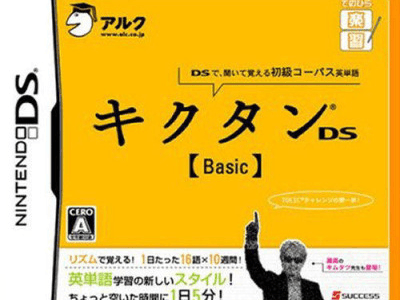 アルク
www.alc.co.jp
てのひら
楽習
DSで、聞いて覚える初級コーパス英単語
キクタンDS
【Basic】
NINTENDO DS
CERO
A
リズムで覚える! 1日たった16語×10週間!
英単語学習の新しいスタイル!
ちょっと空いた時間に1日5分!
SUCCESS